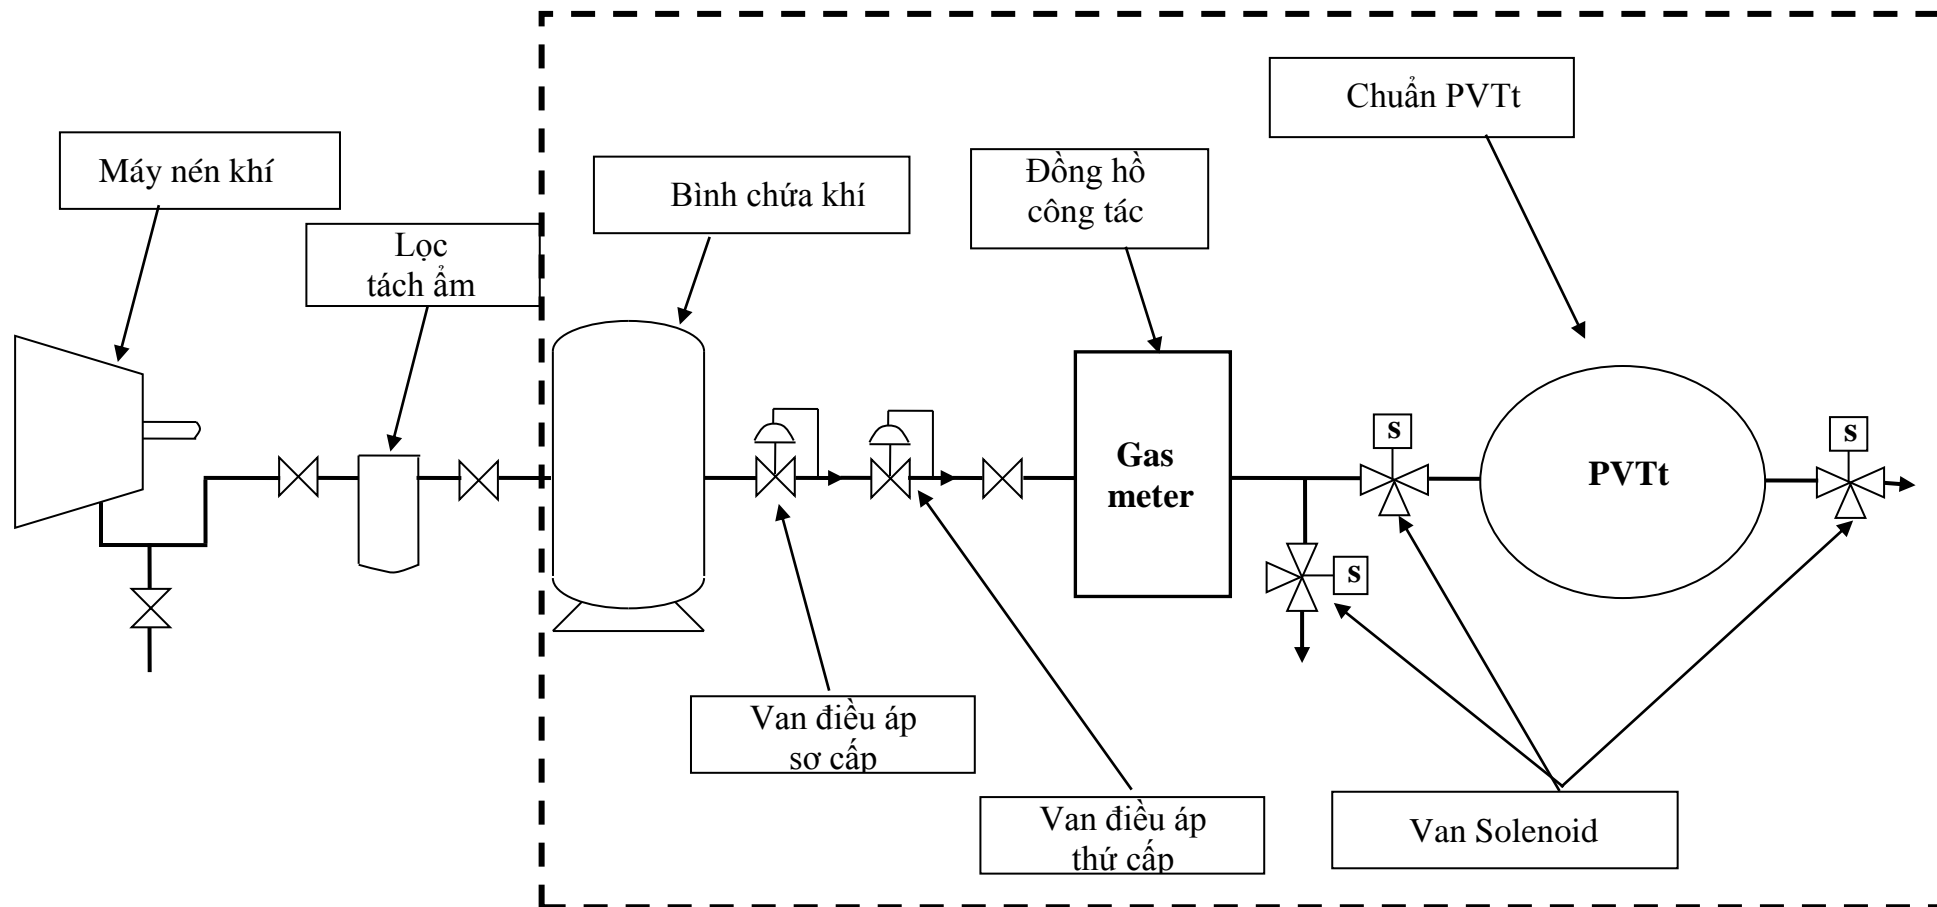 Chuẩn PVTt
Máy nén khí
Bình chứa khí
Đồng hồ
công tác
Lọc
tách ẩm
s
s
Gas
meter
PVTt
s
Van điều áp
sơ cấp
Van điều áp
thứ cấp
Van Solenoid